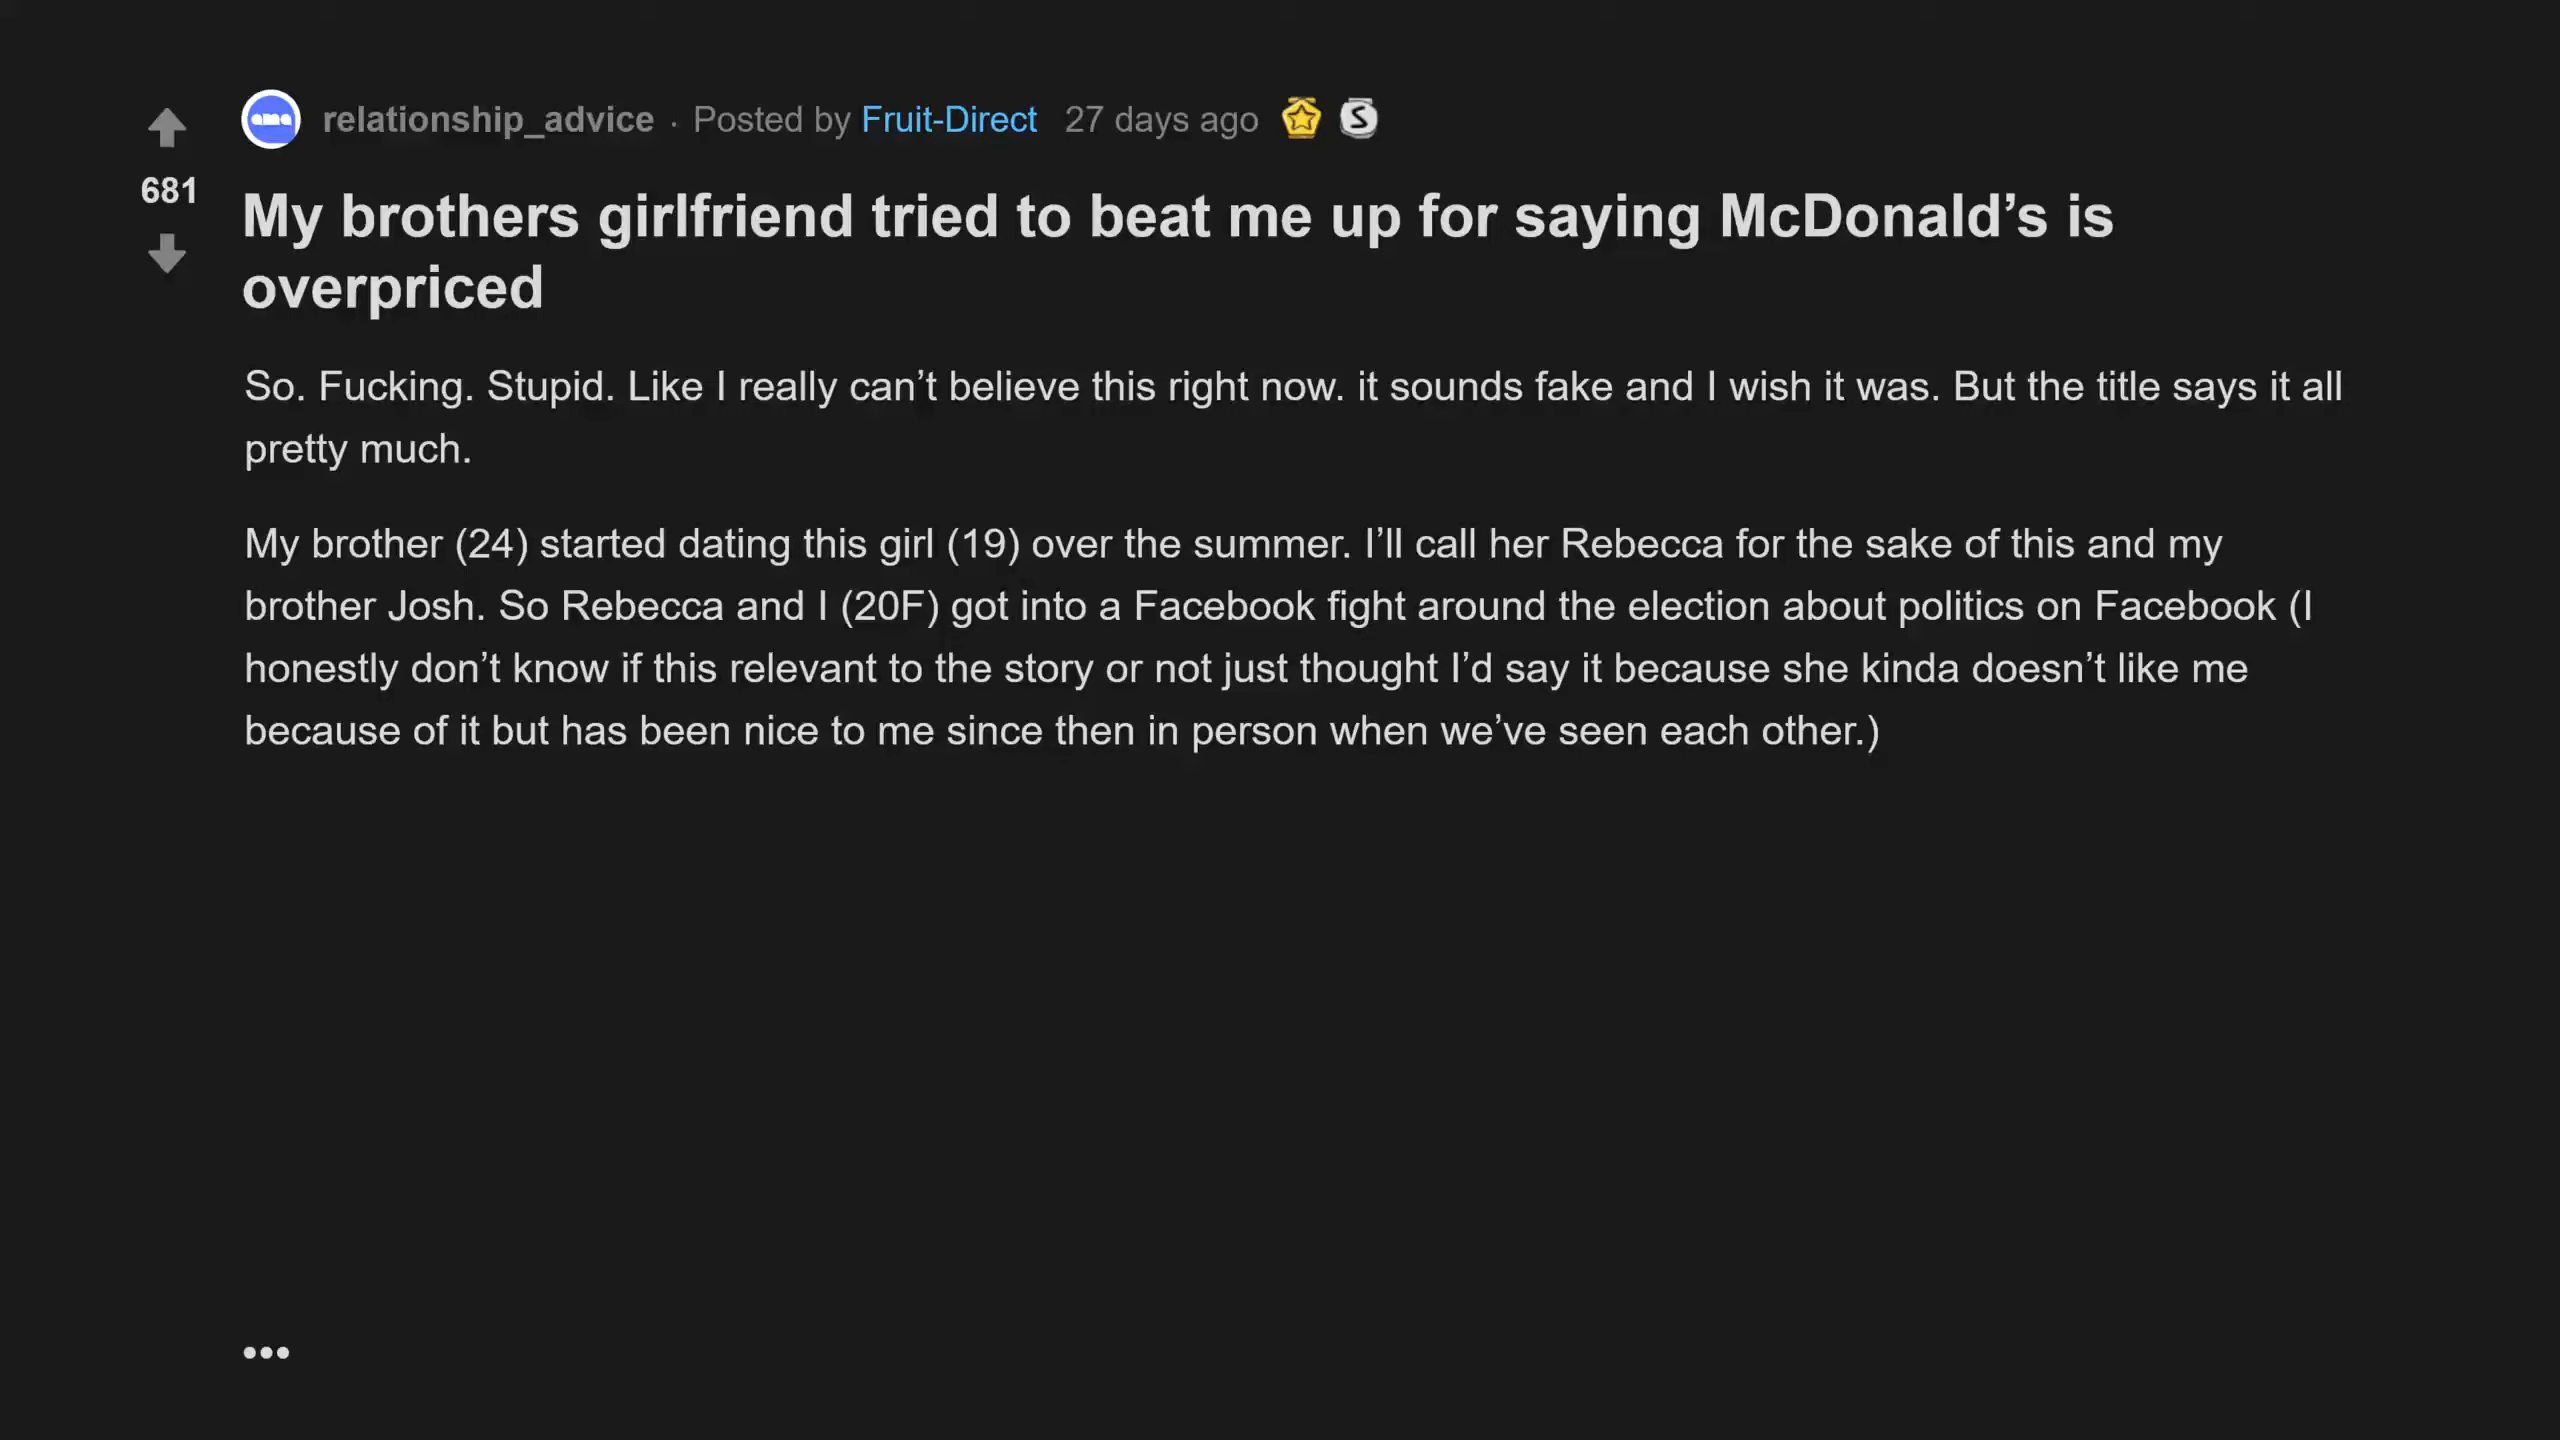 relationship_advice · Posted by Fruit-Direct 27 days ago S
681
My brothers girlfriend tried to beat me up for saying McDonald’s is
overpriced
So. Fucking. Stupid. Like I really can’t believe this right now. it sounds fake and I wish it was. But the title says it all
pretty much.
My brother (24) started dating this girl (19) over the summer. I’ll call her Rebecca for the sake of this and my
brother Josh. So Rebecca and I (20F) got into a Facebook fight around the election about politics on Facebook (I
honestly don’t know if this relevant to the story or not just thought I’d say it because she kinda doesn’t like me
because of it but has been nice to me since then in person when we’ve seen each other.)
•••